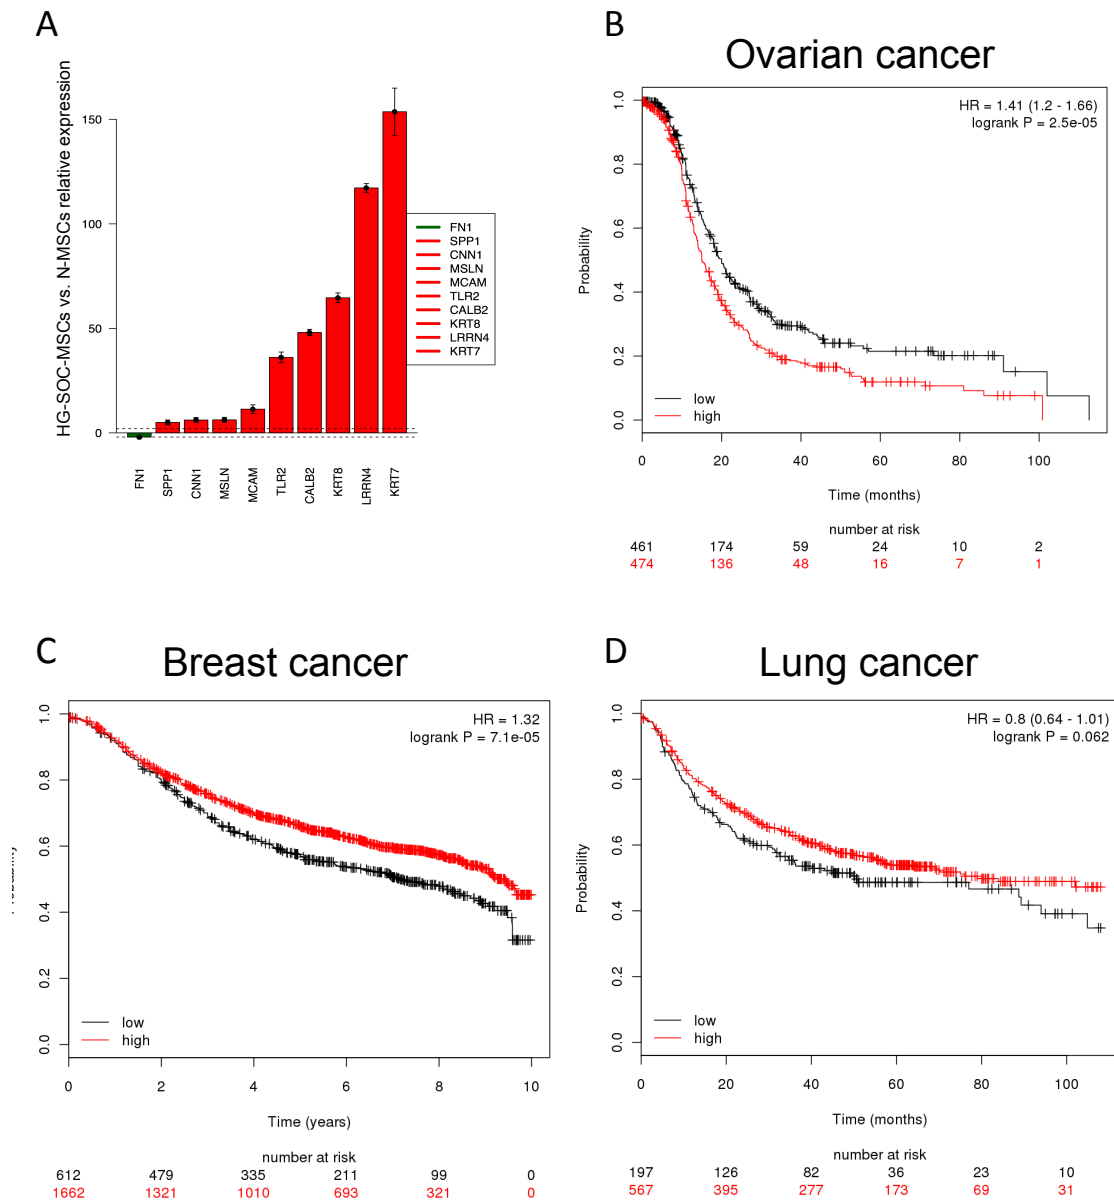 A
HG-SOC-MSCs vs. N-MSCs relative expression
150
100
50
0
FN1
SPP1
CNN1
MSLN
MCAM
TLR2
CALB2
KRT8
LRRN4
KRT7
FN1 SPP1 CNN1 MSLN MCAM TLR2 CALB2 KRT8 LRRN4 KRT7
B
Ovarian cancer
HR = 1.41 (1.2 - 1.66)
logrank P = 2.5e-05
Probability
1.0
0.8
0.6
0.4
0.2
0.0
low
high
0 20 40 60 80 100
Time (months)
number at risk
461 174 59 24 10 2
474 136 48 16 7 1
C
Breast cancer
HR = 1.32
logrank P = 7.1e-05
1.0
0.8
0.6
0.4
0.2
0.0
low
high
0 2 4 6 8 10
Time (years)
number at risk
612 479 335 211 99 0
1662 1321 1010 693 321 0
D
Lung cancer
HR = 0.8 (0.64 - 1.01)
logrank P = 0.062
Probability
1.0
0.8
0.6
0.4
0.2
0.0
low
high
0 20 40 60 80 100
Time (months)
number at risk
197 126 82 36 23 10
567 395 277 173 69 31